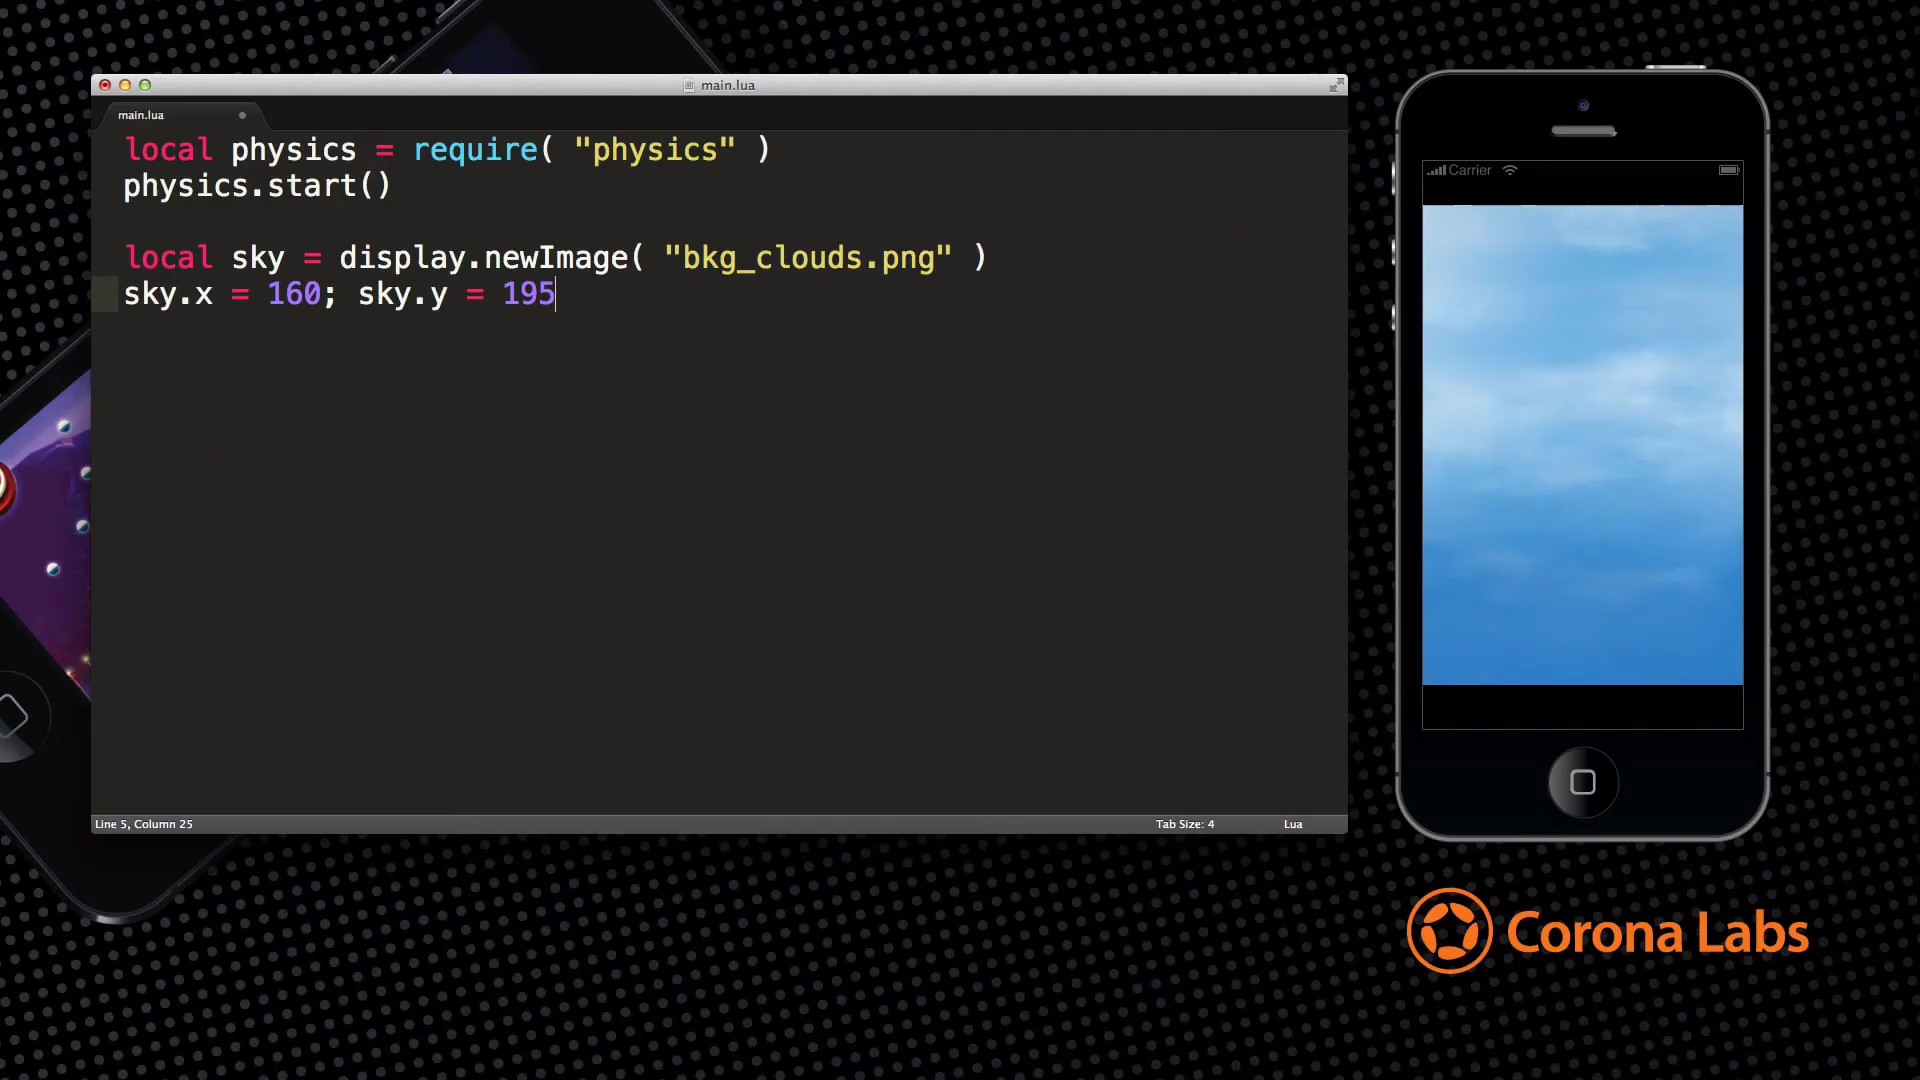 main.lua
main.lua
local physics = require( "physics" )
physics.start()
local sky = display.newImage( "bkg_clouds.png" )
sky.x = 160; sky.y = 195
Line 5, Column 25
Tab Size: 4
Lua
Carrier
Corona Labs